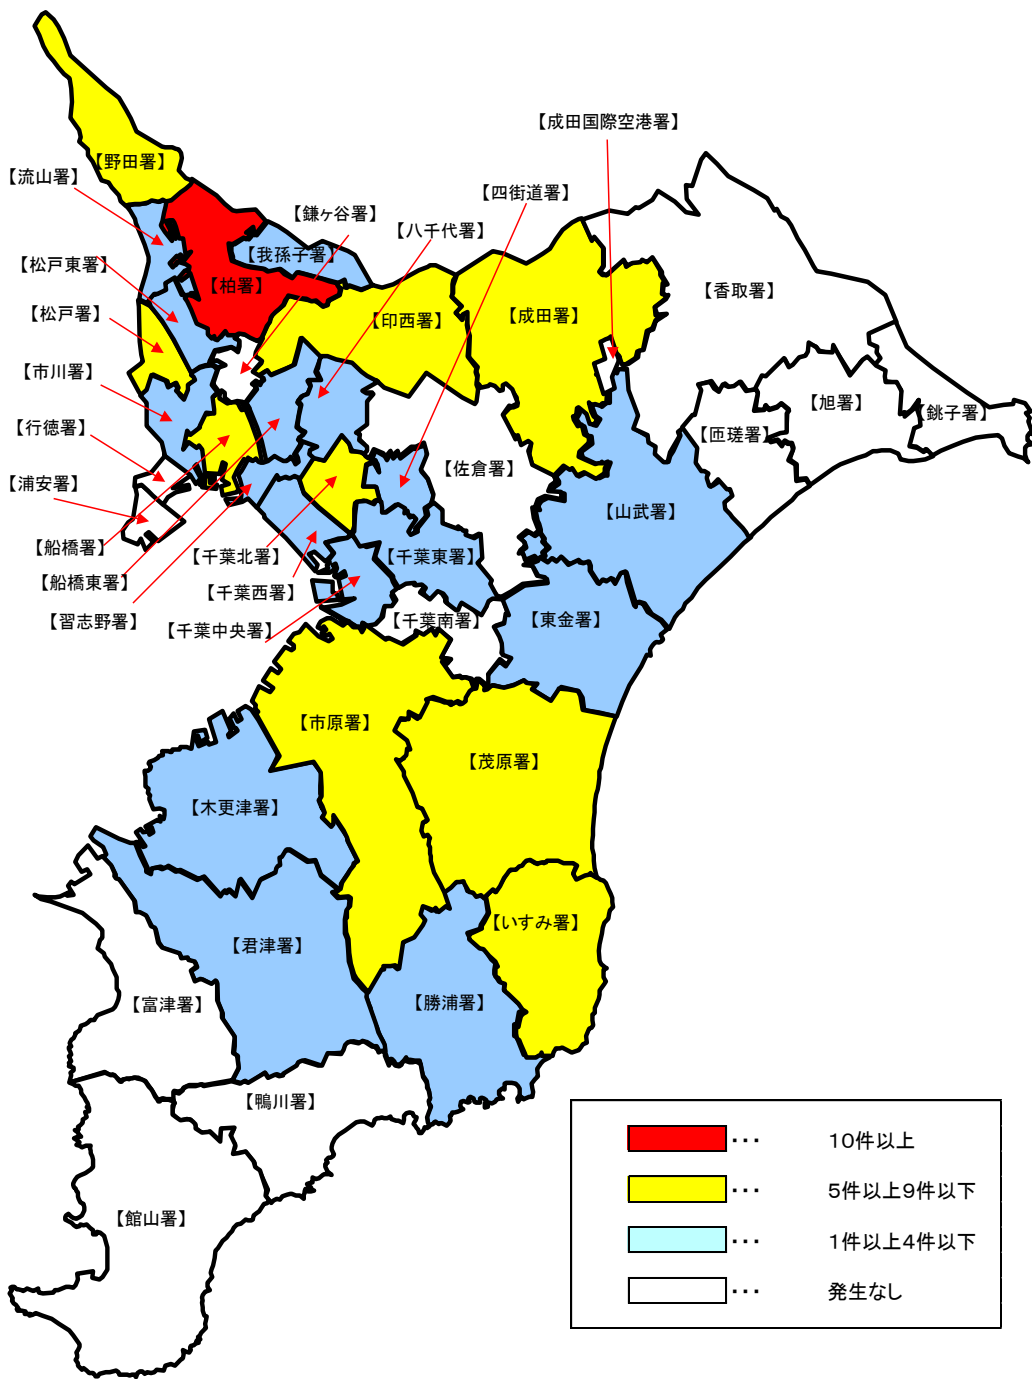 【成田国際空港署】
【野田署】
【流山署】
【鎌ヶ谷署】
【四街道署】
【八千代署】
【我孫子署】
【松戸東署】
【柏署】
【香取署】
【松戸署】
【印西署】
【成田署】
【市川署】
【旭署】
【銚子署】
【行徳署】
【匝瑳署】
【佐倉署】
【浦安署】
【山武署】
【船橋署】
【千葉北署】
【千葉東署】
【船橋東署】
【千葉西署】
【習志野署】
【千葉中央署】
【千葉南署】
【東金署】
【市原署】
【茂原署】
【木更津署】
【いすみ署】
【君津署】
【富津署】
【勝浦署】
【鴨川署】
【館山署】
・・・ 10件以上
・・・ 5件以上9件以下
・・・ 1件以上4件以下
・・・ 発生なし